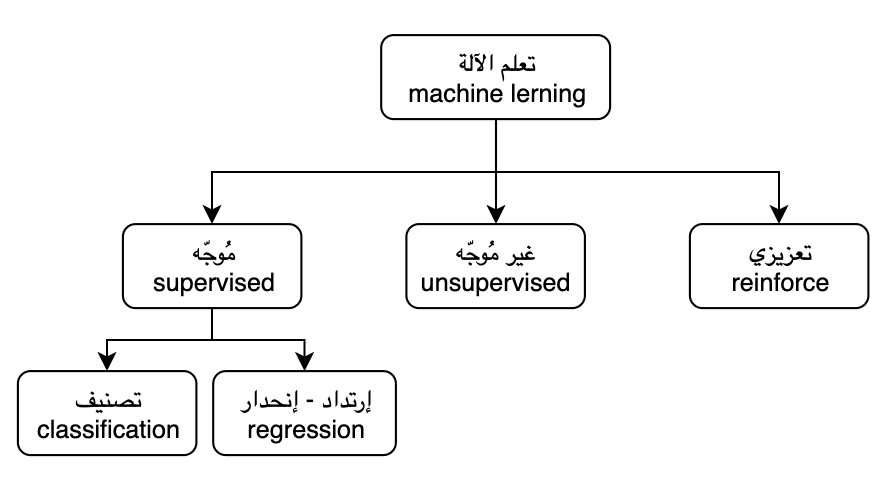 تعلم الآلة
machine lerning
مُوجّه
supervised
غير مُوجّه
unsupervised
تعزيزي
reinforce
تصنيف
classification
إرتداد - إنحدار
regression